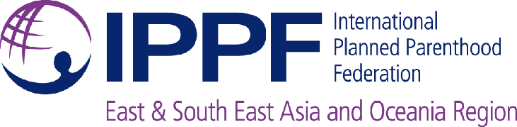 IPPF
International
Planned Parenthood
Federation
East & South East Asia and Oceania Region